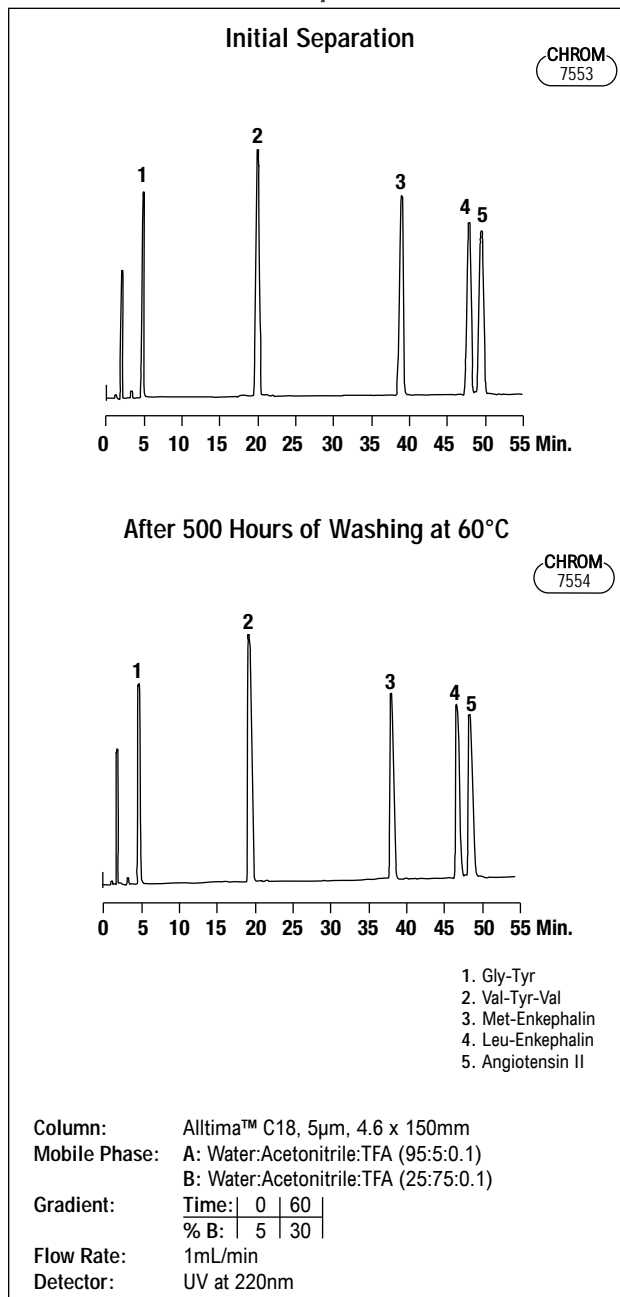 Initial Separation
CHROM
7553
1
2
3
4 5
0 5 10 15 20 25 30 35 40 45 50 55 Min.
After 500 Hours of Washing at 60°C
CHROM
7554
1
2
3
4
5
0 5 10 15 20 25 30 35 40 45 50 55 Min.
1. Gly-Tyr
2. Val-Tyr-Val
3. Met-Enkephalin
4. Leu-Enkephalin
5. Angiotensin II
Column: Alltima™ C18, 5µm, 4.6 x 150mm
Mobile Phase: A: Water:Acetonitrile:TFA (95:5:0.1)
B: Water:Acetonitrile:TFA (25:75:0.1)
Gradient: Time: 0 60
% B: 5 30
Flow Rate: 1mL/min
Detector: UV at 220nm